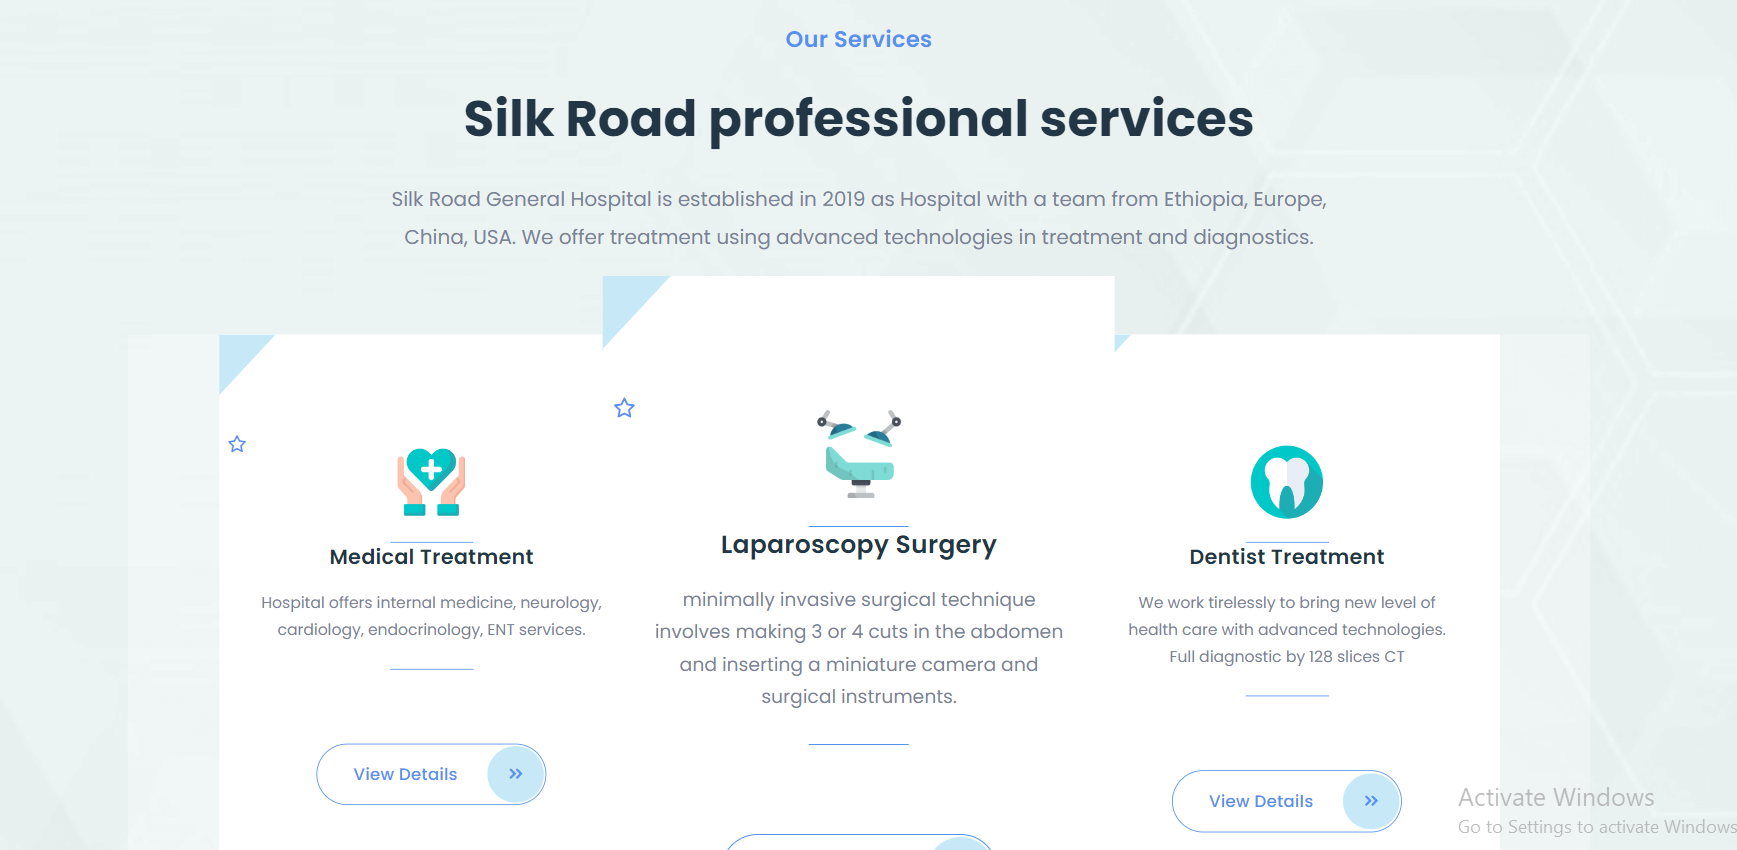 Our Services
Silk Road professional services
Silk Road General Hospital is established in 2019 as Hospital with a team from Ethiopia, Europe,
China, USA. We offer treatment using advanced technologies in treatment and diagnostics.
Medical Treatment
Hospital offers internal medicine, neurology,
cardiology, endocrinology, ENT services.
View Details
Laparoscopy Surgery
minimally invasive surgical technique
involves making 3 or 4 cuts in the abdomen
and inserting a miniature camera and
surgical instruments.
Dentist Treatment
We work tirelessly to bring new level of
health care with advanced technologies.
Full diagnostic by 128 slices CT
View Details
Activate Windows
Go to Settings to activate Windows